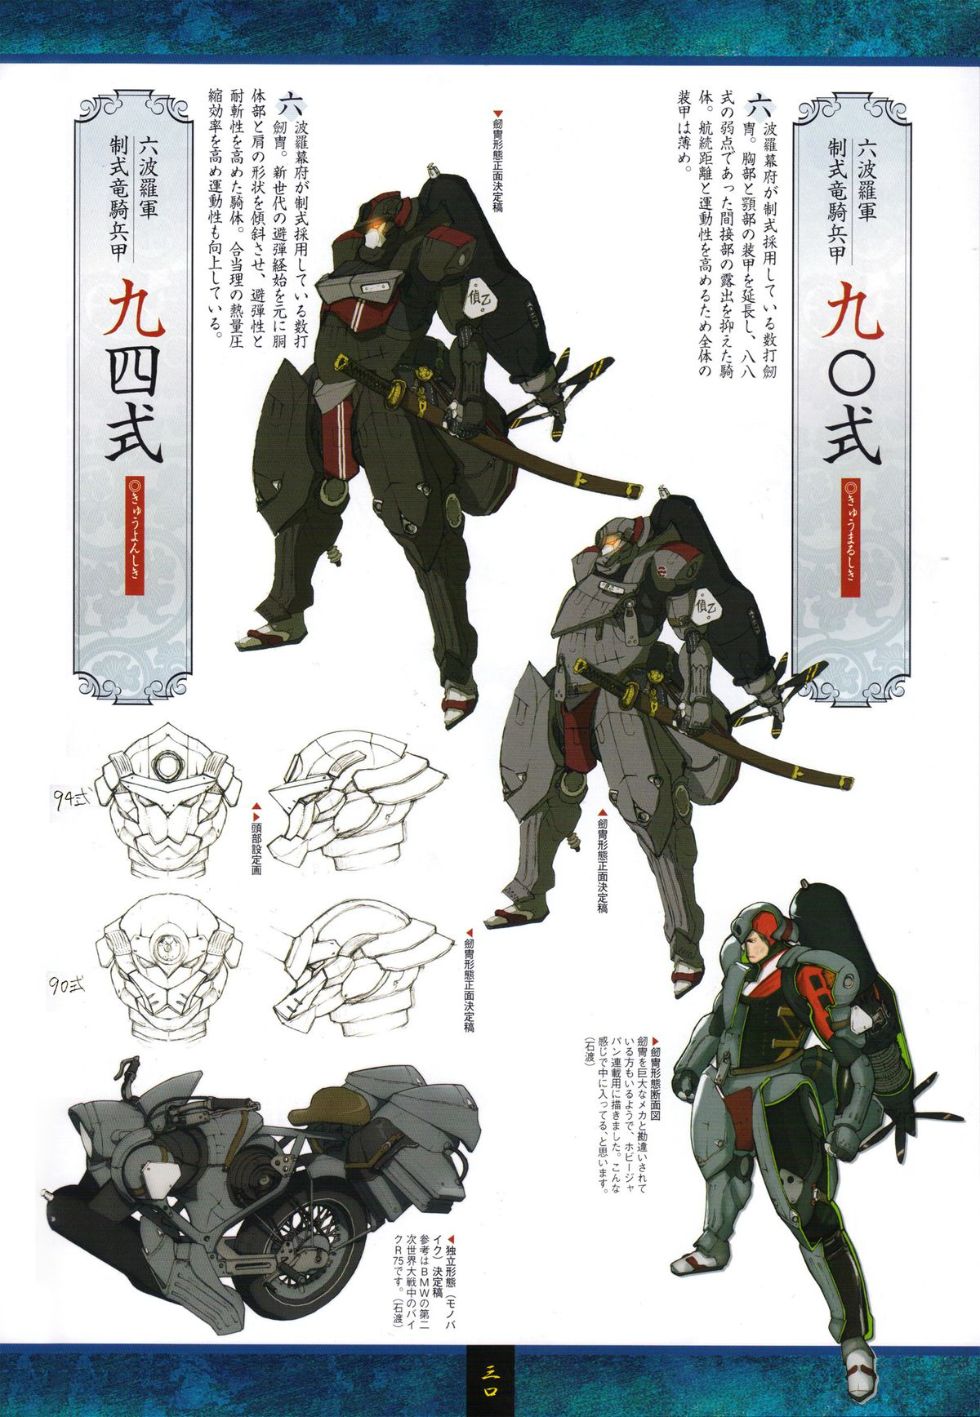 六波羅軍
制式竜騎兵甲
九〇式
◎きゅうまるしき
六波羅幕府が制式採用している数打劒
冑。胸部と顎部の装甲を延長し、八八
式の弱点であった間接部の露出を抑えた騎
体。航続距離と運動性を高めるため全体の
装甲は薄め。
▼劒冑形態正面決定稿
六波羅幕府が制式採用している数打
劒冑。新世代の避弾経始を元に胴
体部と肩の形状を傾斜させ、避弾性と
耐斬性を高めた騎体。合当理の熱量圧
縮効率を高め運動性も向上している。
六波羅軍
制式竜騎兵甲
九四式
◎きゅうよんしき
偵乙
偵乙
▲劒冑形態正面決定稿
94式
▲▶頭部設定画
90式
◀劒冑形態正面決定稿
▶劒冑形態断面図
劒冑を巨大なメカと勘違いされて
いる方もいるようで、ホビージャ
パン連載用に描きました。こんな
感じで中に入ってる、と思います。
(石渡)
◀独立形態(モノバ
イク)決定稿
参考はBMWの第二
次世界大戦中のバイ
クR75です。(石渡)
三〇